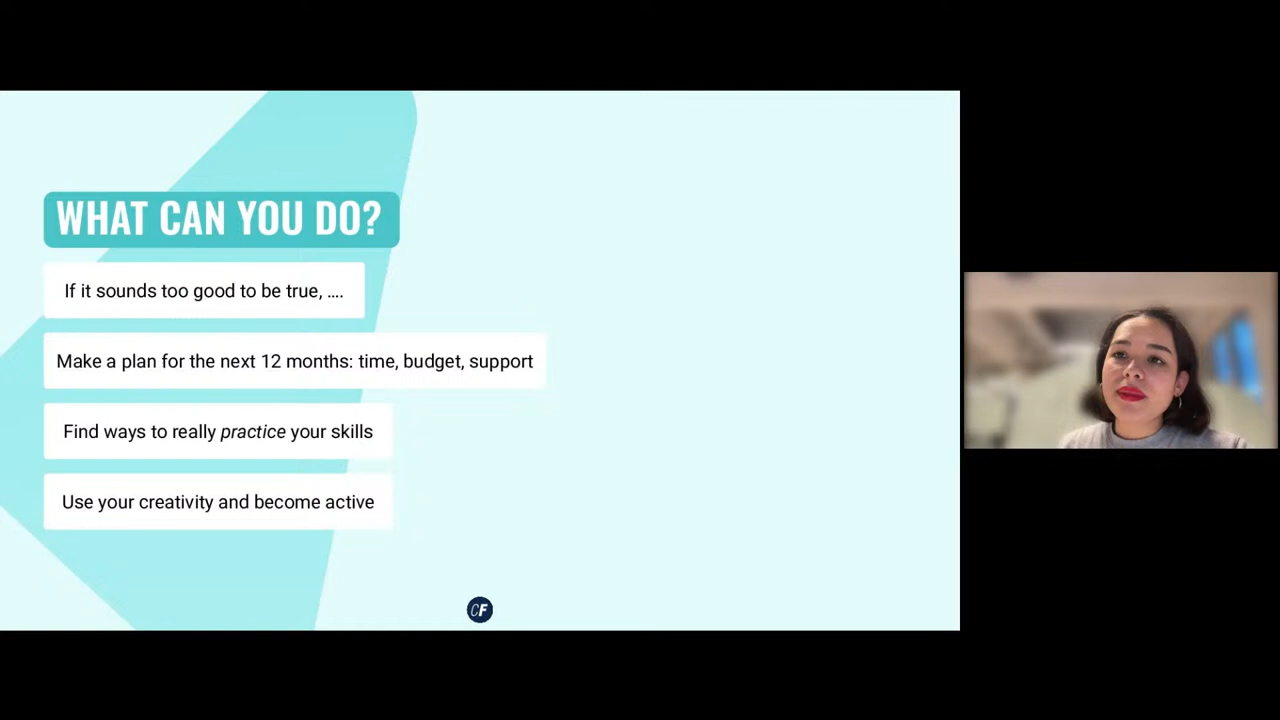 WHAT CAN YOU DO?
If it sounds too good to be true, ....
Make a plan for the next 12 months: time, budget, support
Find ways to really practice your skills
Use your creativity and become active
CF